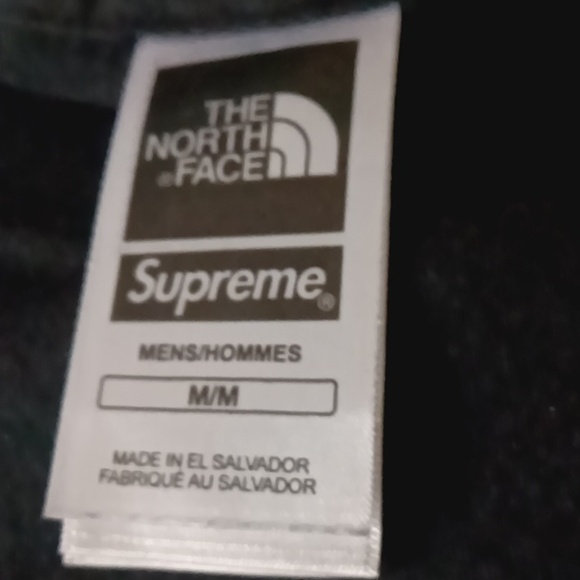 THE
NORTH
®FACE
Supreme®
MENS/HOMMES
M/M
MADE IN EL SALVADOR
FABRIQUÉ AU SALVADOR